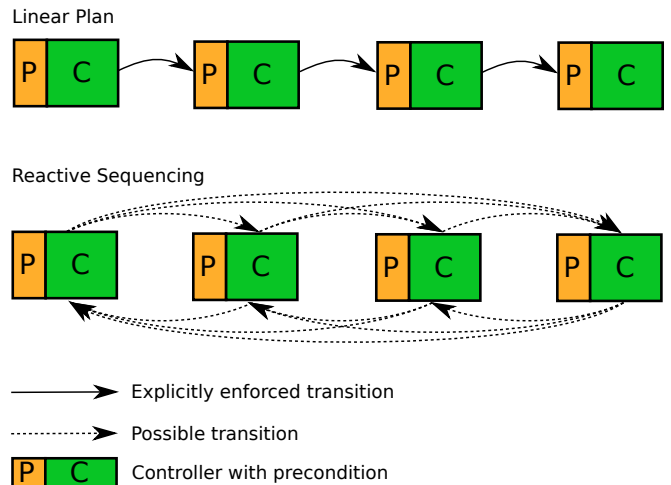 Linear Plan
P C P C P C P C
Reactive Sequencing
P C P C P C P C
Explicitly enforced transition
Possible transition
P C Controller with precondition